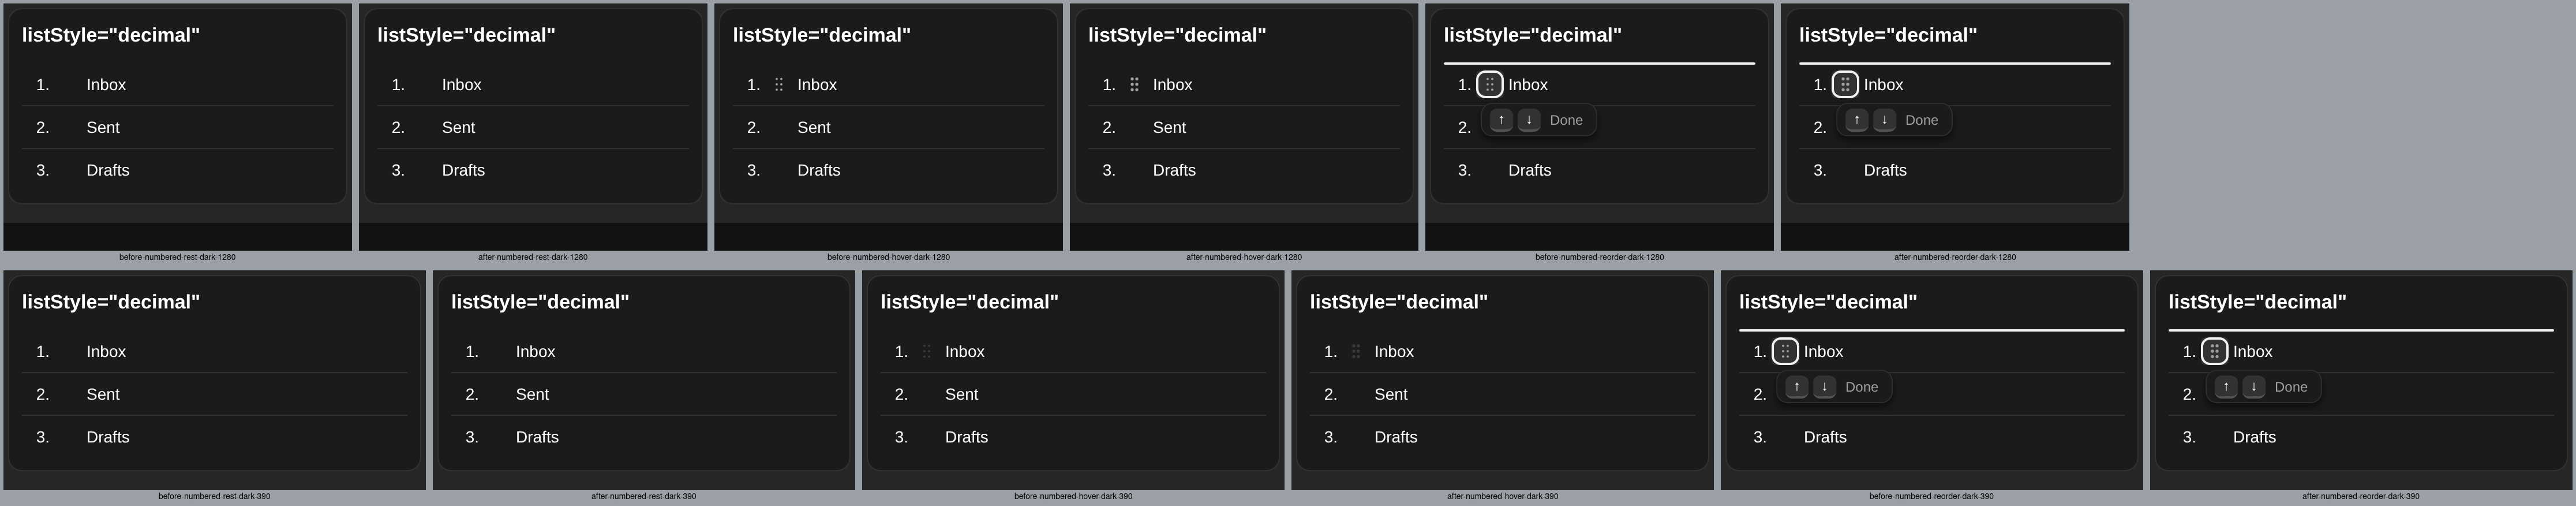 listStyle="decimal"
1. Inbox
2. Sent
3. Drafts
before-numbered-rest-dark-1280
listStyle="decimal"
1. Inbox
2. Sent
3. Drafts
after-numbered-rest-dark-1280
listStyle="decimal"
1. Inbox
2. Sent
3. Drafts
before-numbered-hover-dark-1280
listStyle="decimal"
1. Inbox
2. Sent
3. Drafts
after-numbered-hover-dark-1280
listStyle="decimal"
1. Inbox
2. ↑ ↓ Done
3. Drafts
before-numbered-reorder-dark-1280
listStyle="decimal"
1. Inbox
2. ↑ ↓ Done
3. Drafts
after-numbered-reorder-dark-1280
listStyle="decimal"
1. Inbox
2. Sent
3. Drafts
before-numbered-rest-dark-390
listStyle="decimal"
1. Inbox
2. Sent
3. Drafts
after-numbered-rest-dark-390
listStyle="decimal"
1. Inbox
2. Sent
3. Drafts
before-numbered-hover-dark-390
listStyle="decimal"
1. Inbox
2. Sent
3. Drafts
after-numbered-hover-dark-390
listStyle="decimal"
1. Inbox
2. ↑ ↓ Done
3. Drafts
before-numbered-reorder-dark-390
listStyle="decimal"
1. Inbox
2. ↑ ↓ Done
3. Drafts
after-numbered-reorder-dark-390